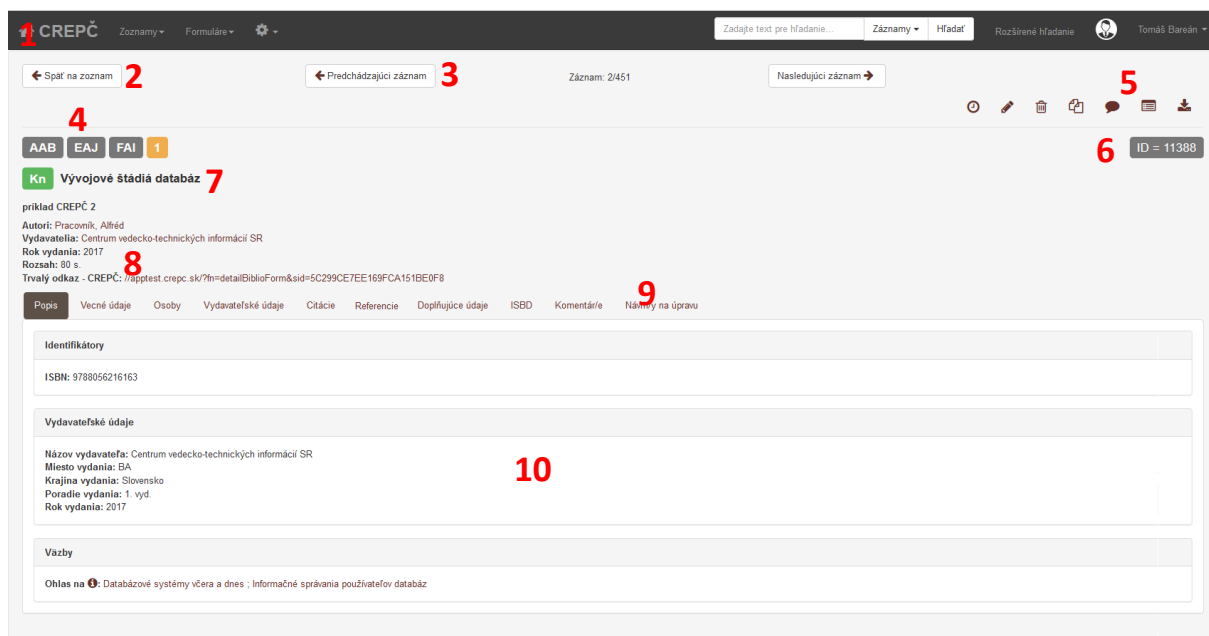 1 CREPČ Zoznamy Formuláre Zadajte text pre hľadanie... Záznamy Hľadať Rozšírené hľadanie Tomáš Bareán
Späť na zoznam 2 Predchádzajúci záznam 3 Záznam: 2/451 Nasledujúci záznam
5
4
AAB EAJ FAI 1 6 ID = 11388
Kn Vývojové štádiá databáz 7
príklad CREPČ 2
Autori: Pracovník, Alfréd
Vydavatelia: Centrum vedecko-technických informácií SR
Rok vydania: 2017
Rozsah: 80 s.
8
Trvalý odkaz - CREPČ: //apptest.crepc.sk/?fn=detailBiblioForm&sid=5C299CE7EE169FCA151BE0F8
9
Popis Vecné údaje Osoby Vydavateľské údaje Citácie Referencie Doplňujúce údaje ISBD Komentár/e Návrh/y na úpravu
Identifikátory
ISBN: 9788056216163
Vydavateľské údaje
Názov vydavateľa: Centrum vedecko-technických informácií SR
Miesto vydania: BA
10
Krajina vydania: Slovensko
Poradie vydania: 1. vyd.
Rok vydania: 2017
Väzby
Ohlas na : Databázové systémy včera a dnes ; Informačné správania používateľov databáz